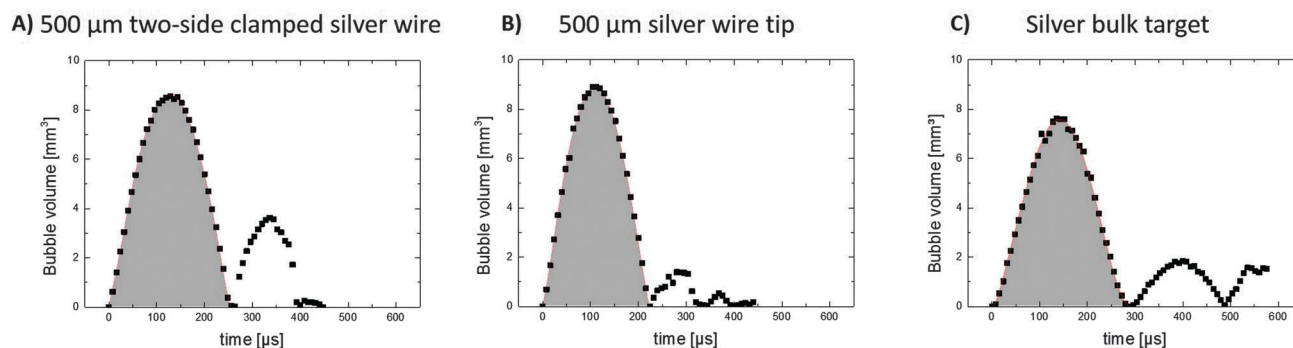 A) 500 µm two-side clamped silver wire
B) 500 µm silver wire tip
C) Silver bulk target
Bubble volume [mm³]
10
8
6
4
2
0
0 100 200 300 400 500 600
time [µs]
Bubble volume [mm³]
10
8
6
4
2
0
0 100 200 300 400 500 600
time [µs]
Bubble volume [mm³]
10
8
6
4
2
0
0 100 200 300 400 500 600
time [µs]